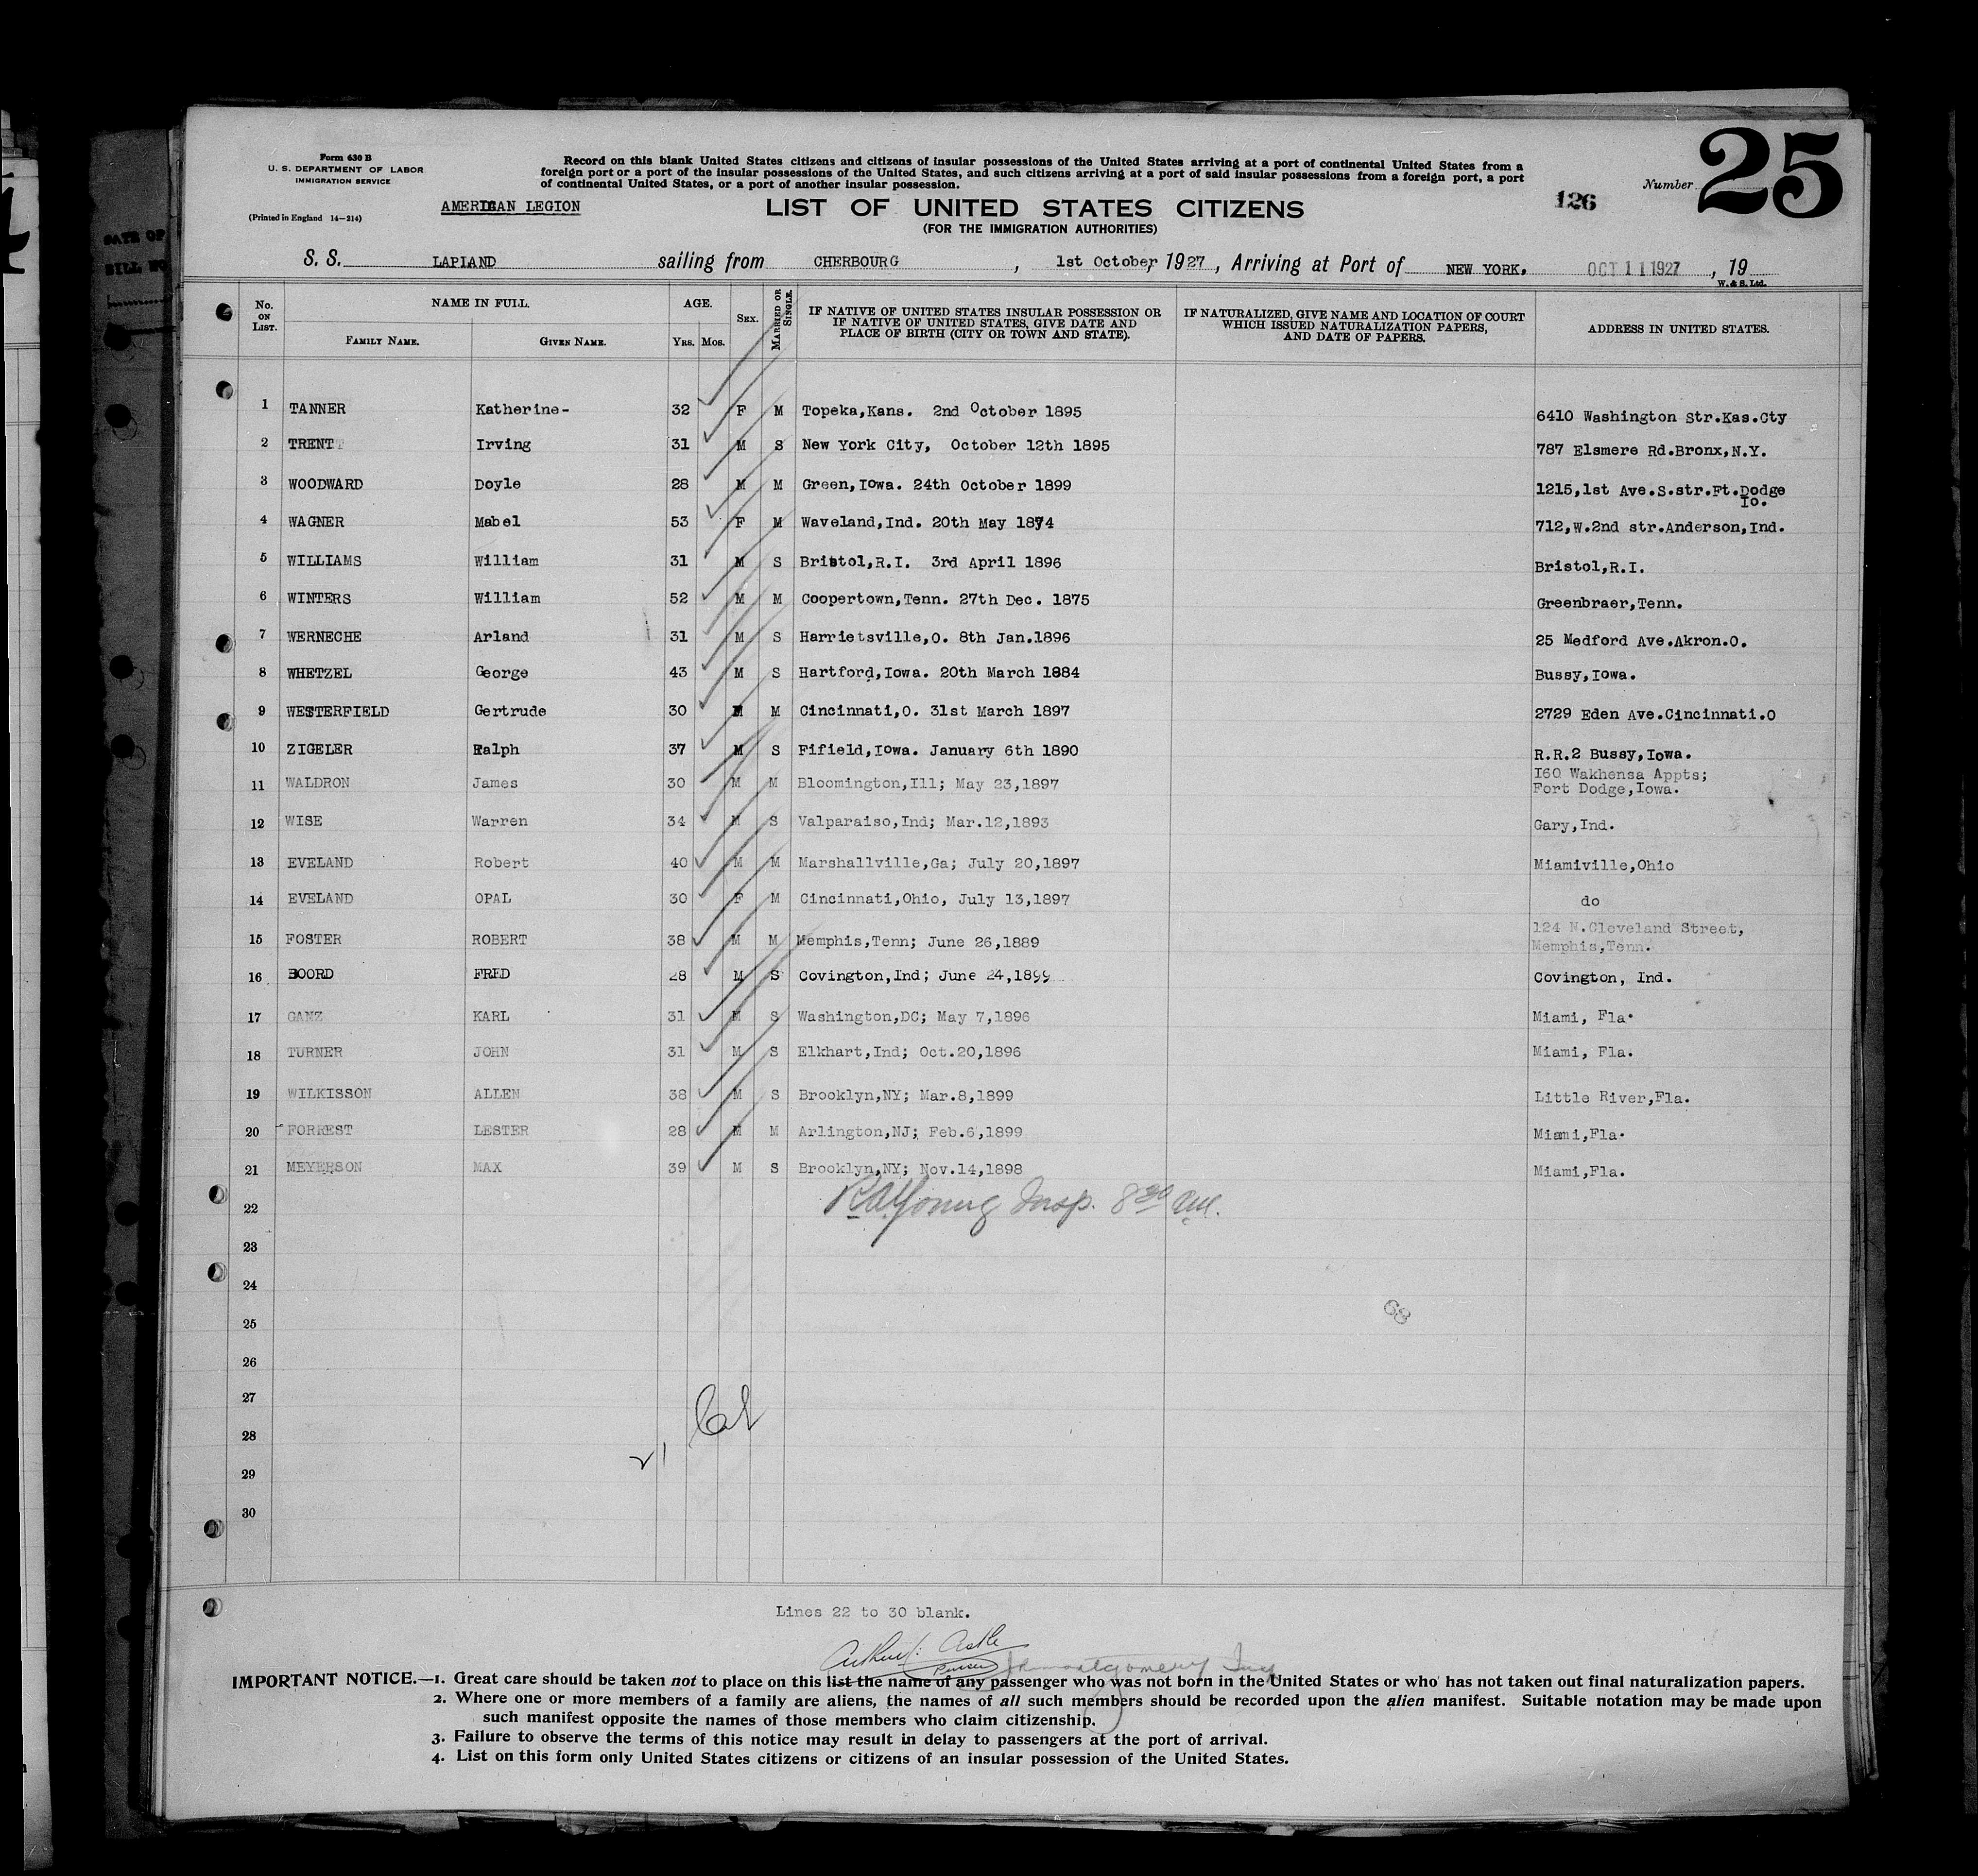 Form 630 B
U. S. DEPARTMENT OF LABOR
IMMIGRATION SERVICE
(Printed in England 14—214)
Record on this blank United States citizens and citizens of insular possessions of the United States arriving at a port of continental United States from a
foreign port or a port of the insular possessions of the United States, and such citizens arriving at a port of said insular possessions from a foreign port, a port
of continental United States, or a port of another insular possession.
Number 25
126
AMERICAN LEGION
LIST OF UNITED STATES CITIZENS
(FOR THE IMMIGRATION AUTHORITIES)
S. S. LAPLAND sailing from CHERBOURG, 1st October, 1927, Arriving at Port of NEW YORK. OCT 11 1927, 19
W. & S. Ltd.
No. ON LIST. NAME IN FULL. AGE. SEX. MARRIED OR SINGLE. IF NATIVE OF UNITED STATES INSULAR POSSESSION OR IF NATIVE OF UNITED STATES, GIVE DATE AND PLACE OF BIRTH (CITY OR TOWN AND STATE). IF NATURALIZED, GIVE NAME AND LOCATION OF COURT WHICH ISSUED NATURALIZATION PAPERS, AND DATE OF PAPERS. ADDRESS IN UNITED STATES.
FAMILY NAME. GIVEN NAME. YRS. MOS.
1 TANNER Katherine- 32 F M Topeka,Kans. 2nd October 1895 6410 Washington Str.Kas.Cty
2 TRENT Irving 31 M S New York City, October 12th 1895 787 Elsmere Rd.Bronx,N.Y.
3 WOODWARD Doyle 28 M M Green,Iowa. 24th October 1899 1215,1st Ave.S.str.Ft.Dodge
Io.
4 WAGNER Mabel 53 F M Waveland,Ind. 20th May 1874 712,W.2nd str.Anderson,Ind.
5 WILLIAMS William 31 M S Bristol,R.I. 3rd April 1896 Bristol,R.I.
6 WINTERS William 52 M M Coopertown,Tenn. 27th Dec. 1875 Greenbraer,Tenn.
7 WERNECHE Arland 31 M S Harrietsville,O. 8th Jan.1896 25 Medford Ave.Akron.O.
8 WHETZEL George 43 M S Hartford,Iowa. 20th March 1884 Bussy,Iowa.
9 WESTERFIELD Gertrude 30 M Cincinnati,O. 31st March 1897 2729 Eden Ave.Cincinnati.O
10 ZIGELER Ralph 37 M S Fifield,Iowa. January 6th 1890 R.R.2 Bussy,Iowa.
11 WALDRON James 30 M M Bloomington,Ill; May 23,1897 160 Wakhensa Appts;
Fort Dodge,Iowa.
12 WISE Warren 34 M S Valparaiso,Ind; Mar.12,1893 Gary,Ind.
13 EVELAND Robert 40 M M Marshallville,Ga; July 20,1897 Miamiville,Ohio
14 EVELAND OPAL 30 F M Cincinnati,Ohio, July 13,1897 do
15 FOSTER ROBERT 38 M M Memphis,Tenn; June 26,1889 124 N.Cleveland Street,
Memphis,Tenn.
16 BOORD FRED 28 M S Covington,Ind; June 24,1899 Covington, Ind.
17 GANZ KARL 31 M S Washington,DC; May 7,1896 Miami, Fla.
18 TURNER JOHN 31 M S Elkhart,Ind; Oct.20,1896 Miami, Fla.
19 WILKISSON ALLEN 38 M S Brooklyn,NY; Mar.8,1899 Little River,Fla.
20 FORREST LESTER 28 M M Arlington,NJ; Feb.6,1899 Miami,Fla.
21 MEYERSON MAX 39 M S Brooklyn,NY; Nov.14,1898 Miami,Fla.
22 RA Young Insp. 8 30 AM.
23
24
25 68
26
27
28
29 21
30
Lines 22 to 30 blank.
Arthur Astle
Purser
Montgomery
IMPORTANT NOTICE.—1. Great care should be taken not to place on this list the name of any passenger who was not born in the United States or who has not taken out final naturalization papers.
2. Where one or more members of a family are aliens, the names of all such members should be recorded upon the alien manifest. Suitable notation may be made upon
such manifest opposite the names of those members who claim citizenship.
3. Failure to observe the terms of this notice may result in delay to passengers at the port of arrival.
4. List on this form only United States citizens or citizens of an insular possession of the United States.